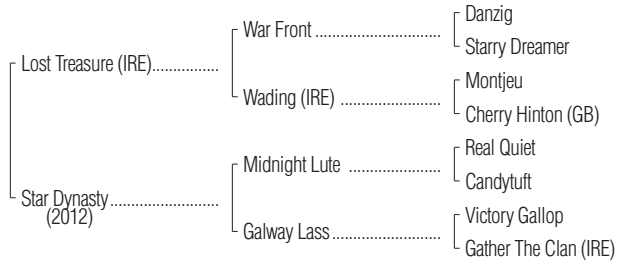 Danzig
War Front ..............................
Starry Dreamer
Lost Treasure (IRE)................
Montjeu
Wading (IRE) ........................
Cherry Hinton (GB)
Real Quiet
Midnight Lute ......................
Candytuft
Star Dynasty..........................
(2012)
Victory Gallop
Galway Lass..........................
Gather The Clan (IRE)